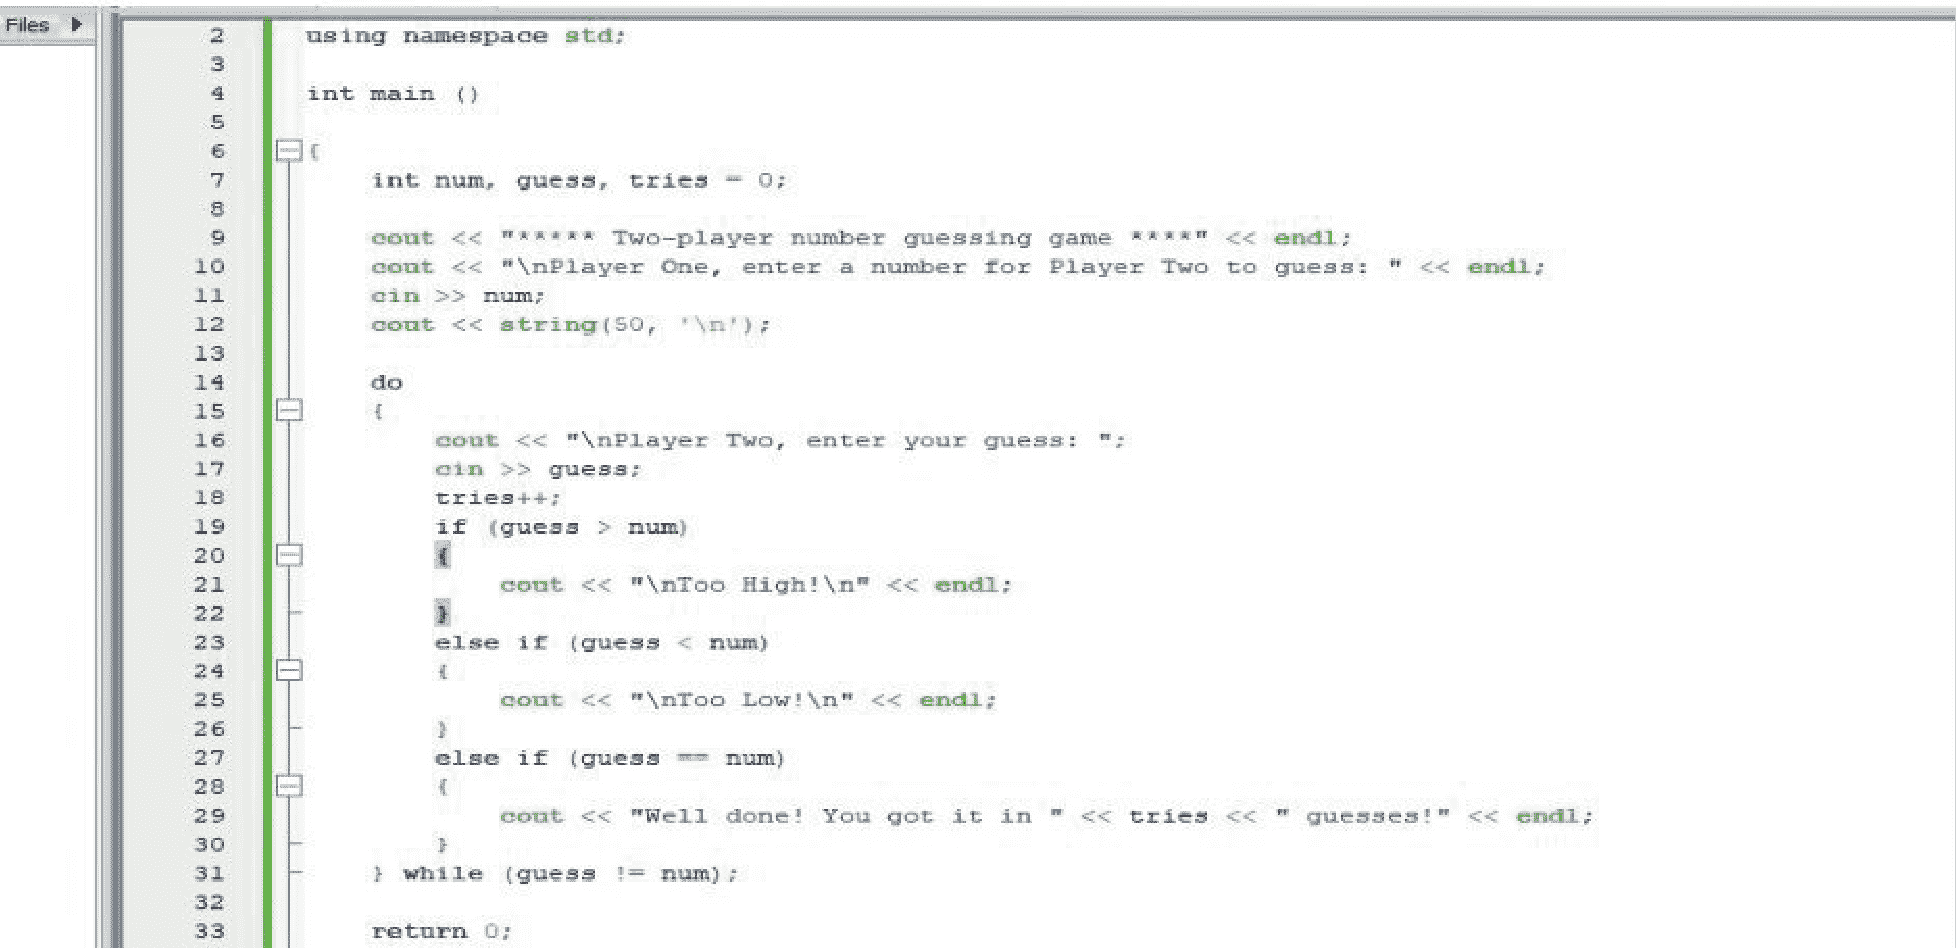 Files
2 using namespace std;
3
4 int main ()
5
6 {
7 int num, guess, tries = 0;
8
9 cout << "***** Two-player number guessing game ****" << endl;
10 cout << "\nPlayer One, enter a number for Player Two to guess: " << endl;
11 cin >> num;
12 cout << string(50, '\n');
13
14 do
15 {
16 cout << "\nPlayer Two, enter your guess: ";
17 cin >> guess;
18 tries++;
19 if (guess > num)
20 {
21 cout << "\nToo High!\n" << endl;
22 }
23 else if (guess < num)
24 {
25 cout << "\nToo Low!\n" << endl;
26 }
27 else if (guess == num)
28 {
29 cout << "Well done! You got it in " << tries << " guesses!" << endl;
30 }
31 } while (guess != num);
32
33 return 0;